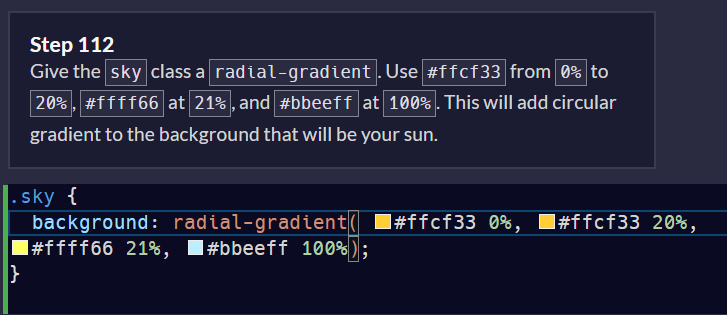 Step 112
Give the sky class a radial-gradient. Use #ffcf33 from 0% to
20%, #ffff66 at 21%, and #bbeeff at 100%. This will add circular
gradient to the background that will be your sun.
.sky {
background: radial-gradient( #ffcf33 0%, #ffcf33 20%,
#ffff66 21%, #bbeeff 100%);
}